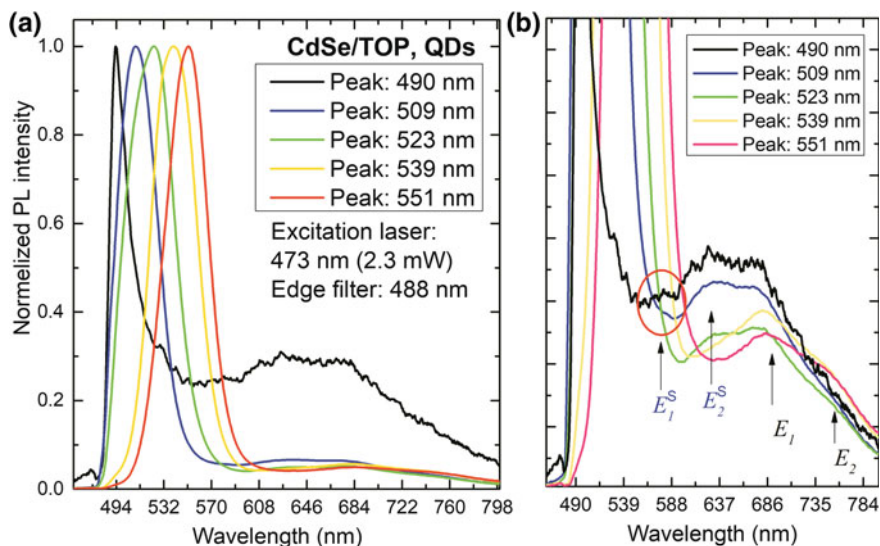 (a)
CdSe/TOP, QDs
Peak: 490 nm
Peak: 509 nm
Peak: 523 nm
Peak: 539 nm
Peak: 551 nm
Excitation laser:
473 nm (2.3 mW)
Edge filter: 488 nm
Normelized PL intensity
1.0
0.8
0.6
0.4
0.2
0.0
494 532 570 608 646 684 722 760 798
Wavelength (nm)
(b)
Peak: 490 nm
Peak: 509 nm
Peak: 523 nm
Peak: 539 nm
Peak: 551 nm
E₁ˢ
E₂ˢ
E₁
E₂
490 539 588 637 686 735 784
Wavelength (nm)